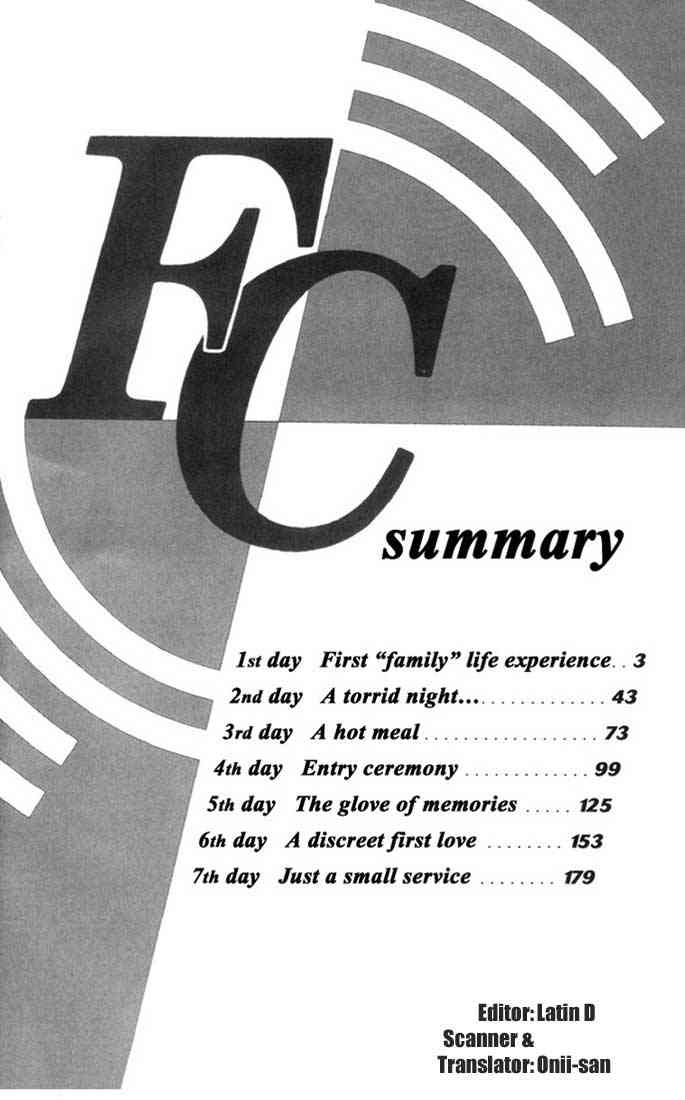 FC
summary
1st day First “family” life experience. . 3
2nd day A torrid night... . . . . . . . . . . . . . 43
3rd day A hot meal . . . . . . . . . . . . . . . . . . 73
4th day Entry ceremony . . . . . . . . . . . . . 99
5th day The glove of memories . . . . . 125
6th day A discreet first love . . . . . . . . 153
7th day Just a small service . . . . . . . . 179
Editor: Latin D
Scanner &
Translator: Onii-san